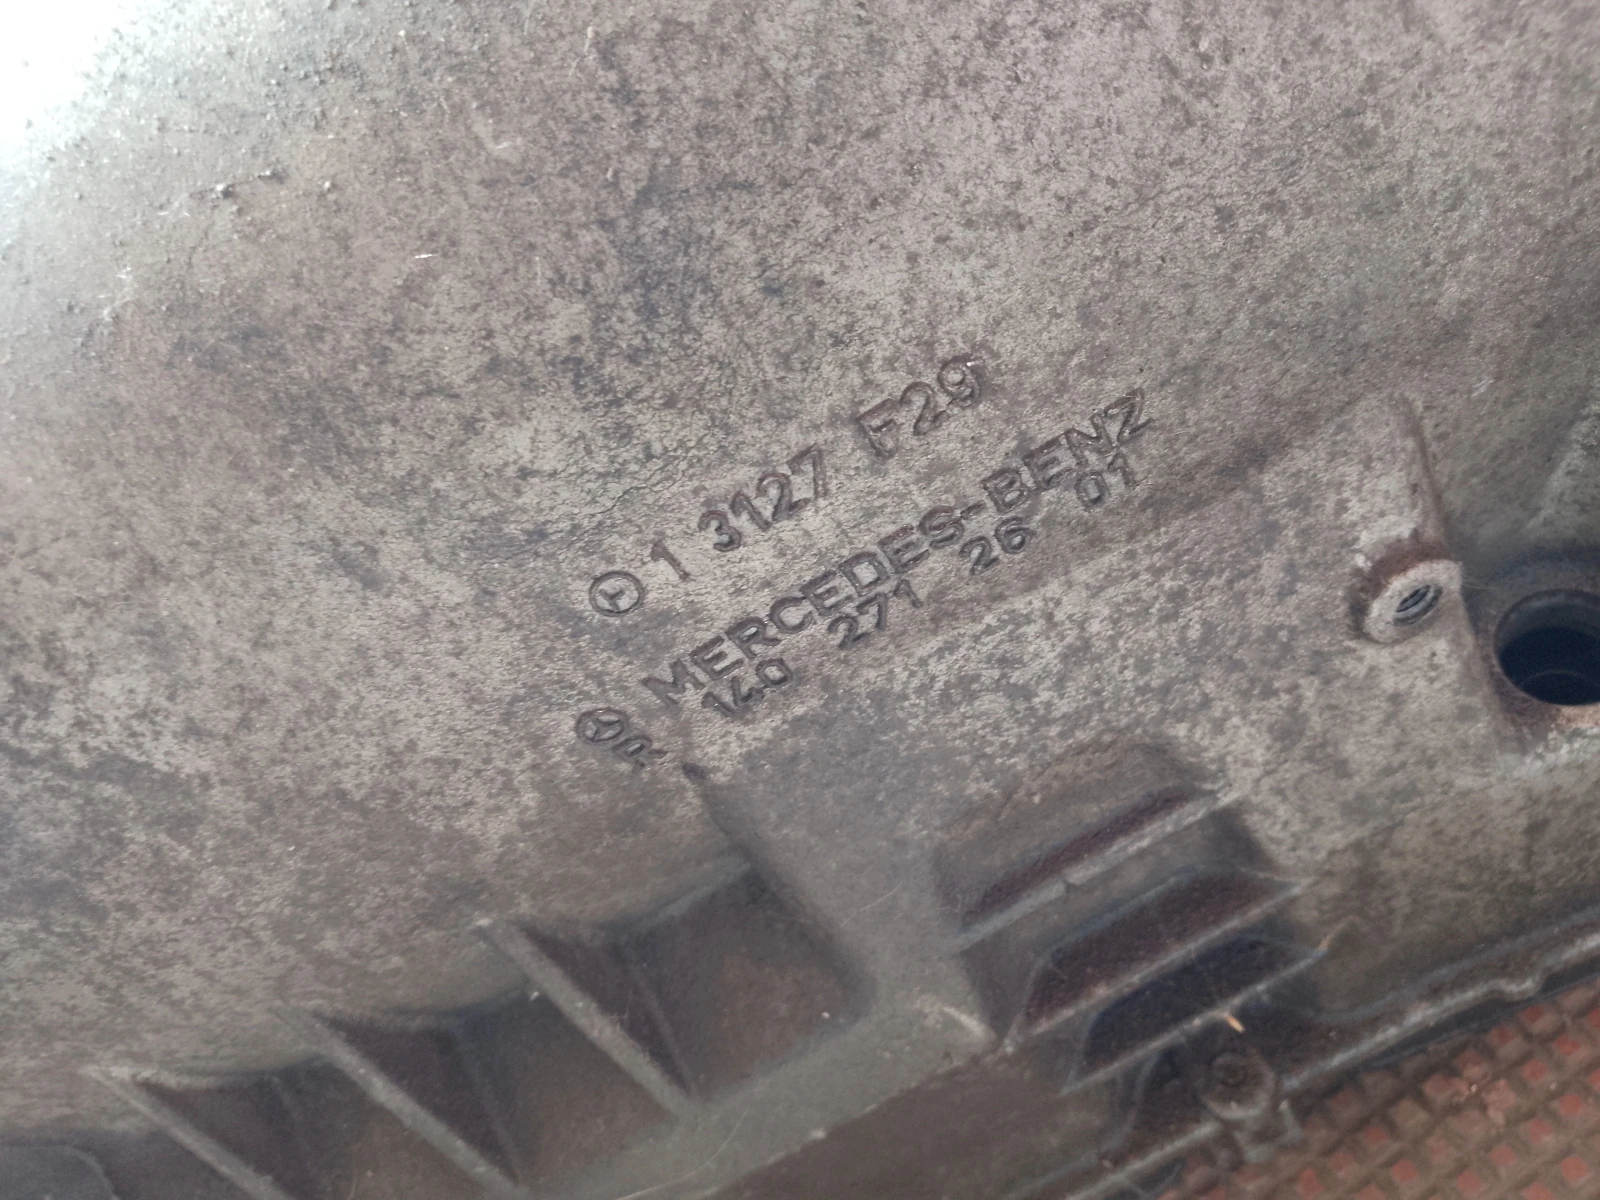 1 3127 F29
MERCEDES-BENZ
R 140 271 26 01